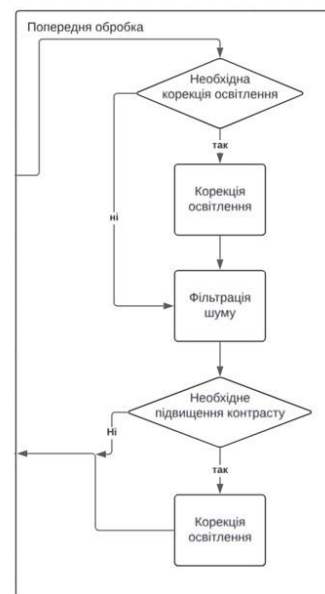 Попередня обробка
Необхідна
корекція освітлення
так
Корекція
освітлення
ні
Фільтрація
шуму
Необхідне
підвищення контрасту
Ні
так
Корекція
освітлення